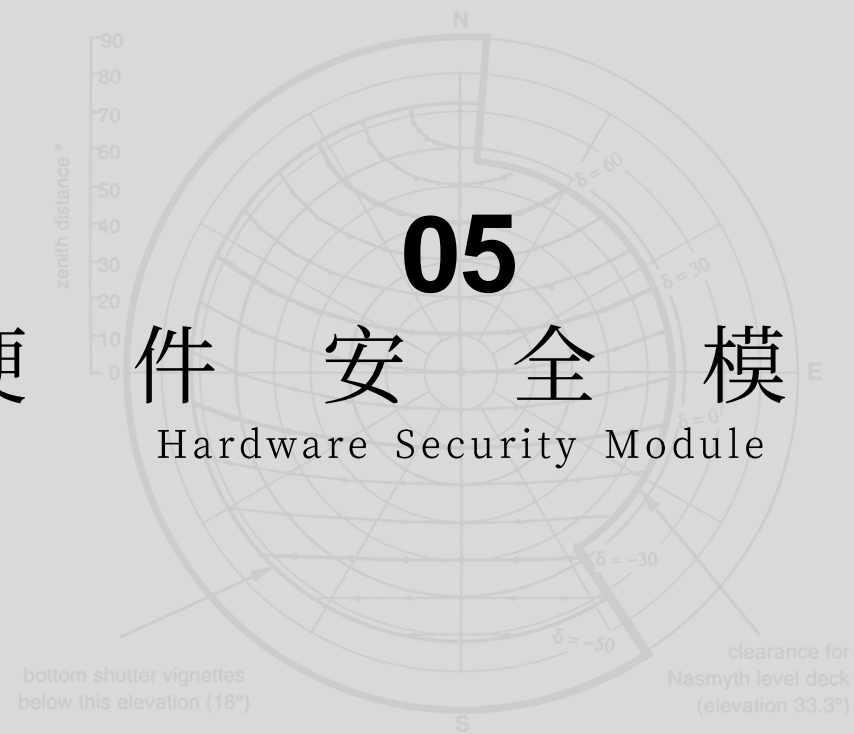 N
90
80
70
60
50
40
30
20
10
0
zenith distance °
δ = 60
δ = 30
05
硬 件 安 全 模
E
δ = 0
Hardware Security Module
δ = −30
δ = −50
bottom shutter vignettes
below this elevation (18°)
clearance for
Nasmyth level deck
(elevation 33.3°)
S